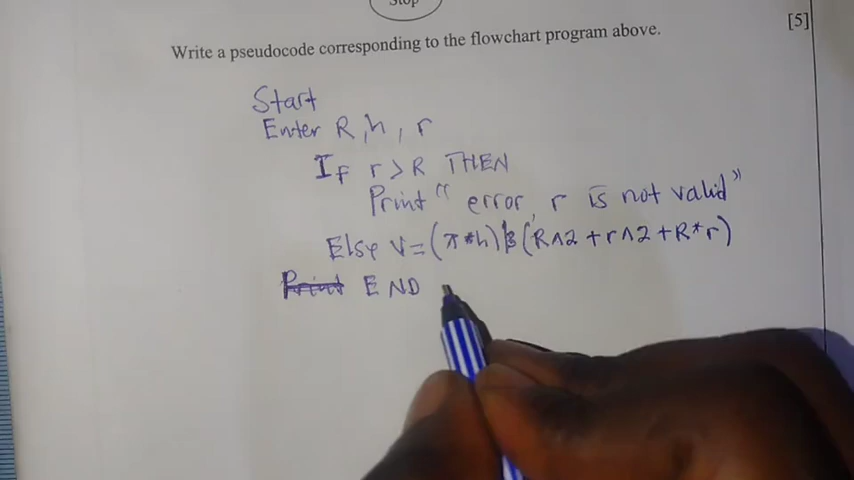 Stop
Write a pseudocode corresponding to the flowchart program above.
[5]
Start
Enter R, h, r
If r > R THEN
Print "error, r is not valid"
Else V = (π*h)/3(R^2 + r^2 + R*r)
Print END